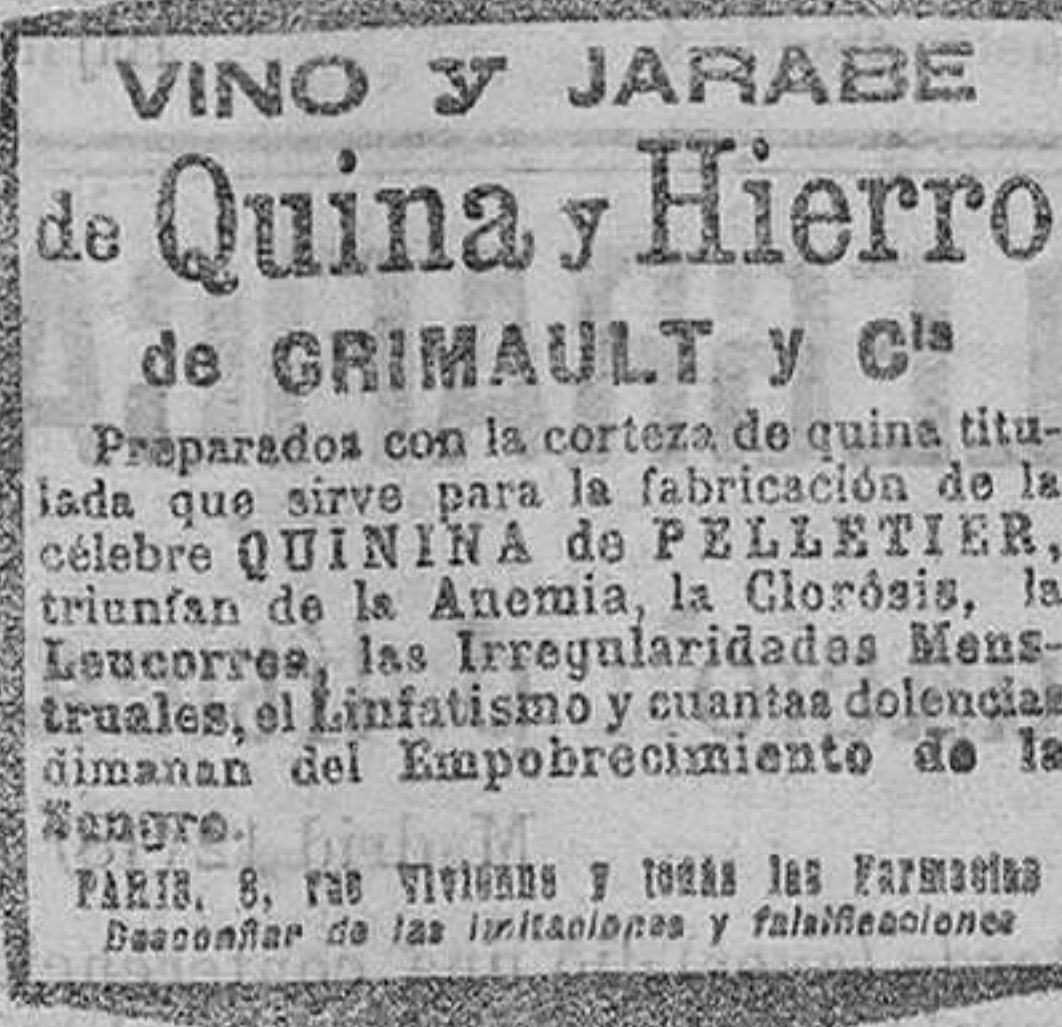 VINO y JARABE
de Quina y Hierro
de GRIMAULT y Cia
Preparados con la corteza de quina titu-
lada que sirve para la fabricación de la
célebre QUININA de PELLETIER,
triunfan de la Anemia, la Clorósis, la
Leucorrea, las Irregularidades Mens-
truales, el Linfatismo y cuantas dolencias
dimanan del Empobrecimiento de la
Sangre.
PARIS, 8, rue Vivienne y todas las Farmacias
Desconfiar de las imitaciones y falsificaciones